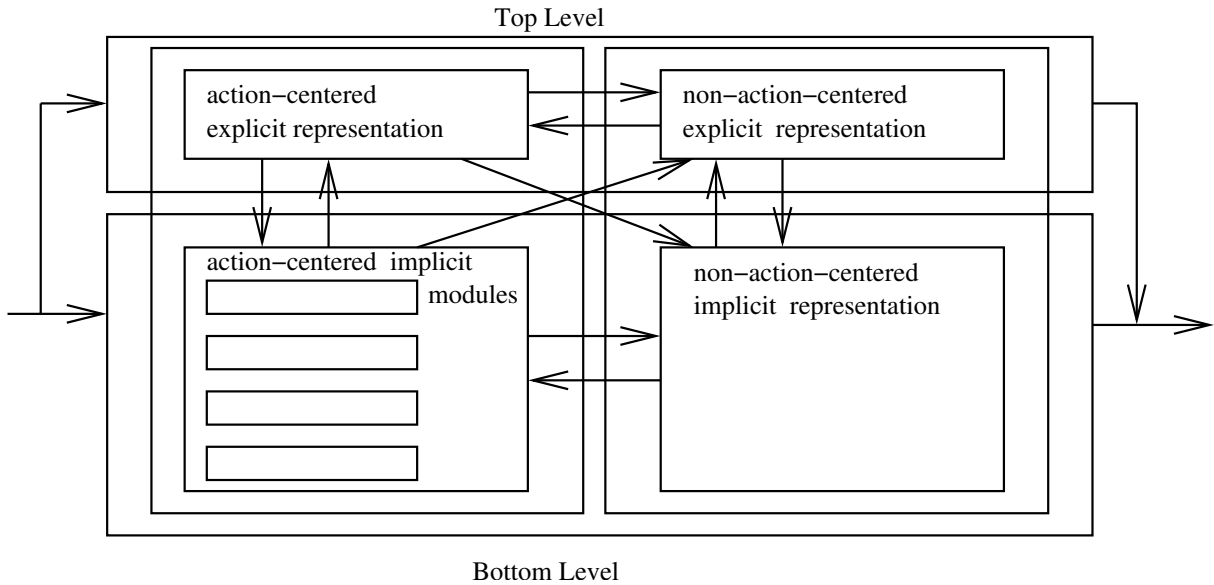 Top Level
action-centered
explicit representation
non-action-centered
explicit representation
action-centered implicit
modules
non-action-centered
implicit representation
Bottom Level